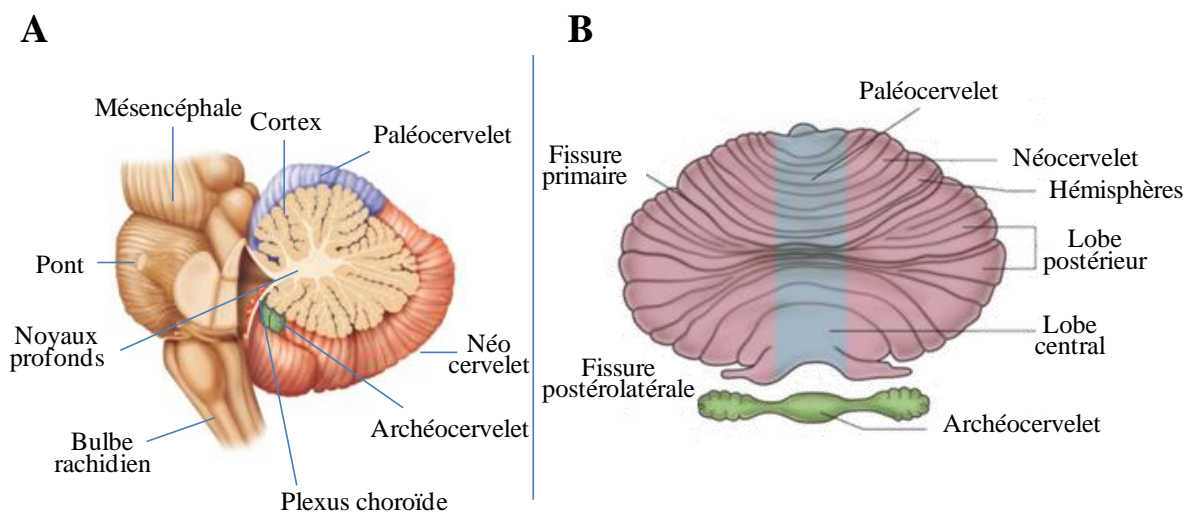 A
Mésencéphale
Cortex
Paléocervelet
Pont
Noyaux
profonds
Néo
cervelet
Archéocervelet
Bulbe
rachidien
Plexus choroïde
B
Paléocervelet
Fissure
primaire
Néocervelet
Hémisphères
Lobe
postérieur
Lobe
central
Fissure
postérolatérale
Archéocervelet